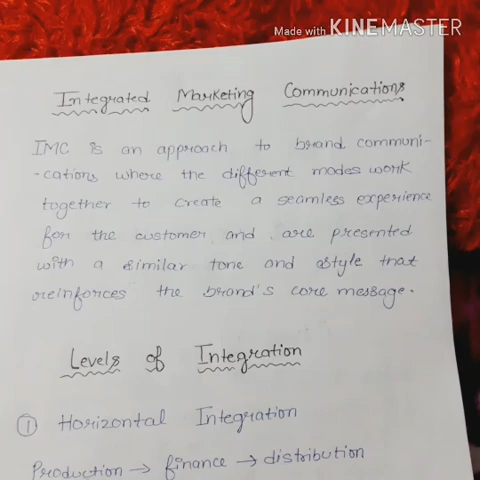 Made with KINEMASTER
Integrated Marketing Communications
IMC is an approach to brand communi-
-cations where the different modes work
together to create a seamless experience
for the customer and are presented
with a similar tone and style that
reinforces the brand's core message.
Levels of Integration
① Horizontal Integration
Production → finance → distribution